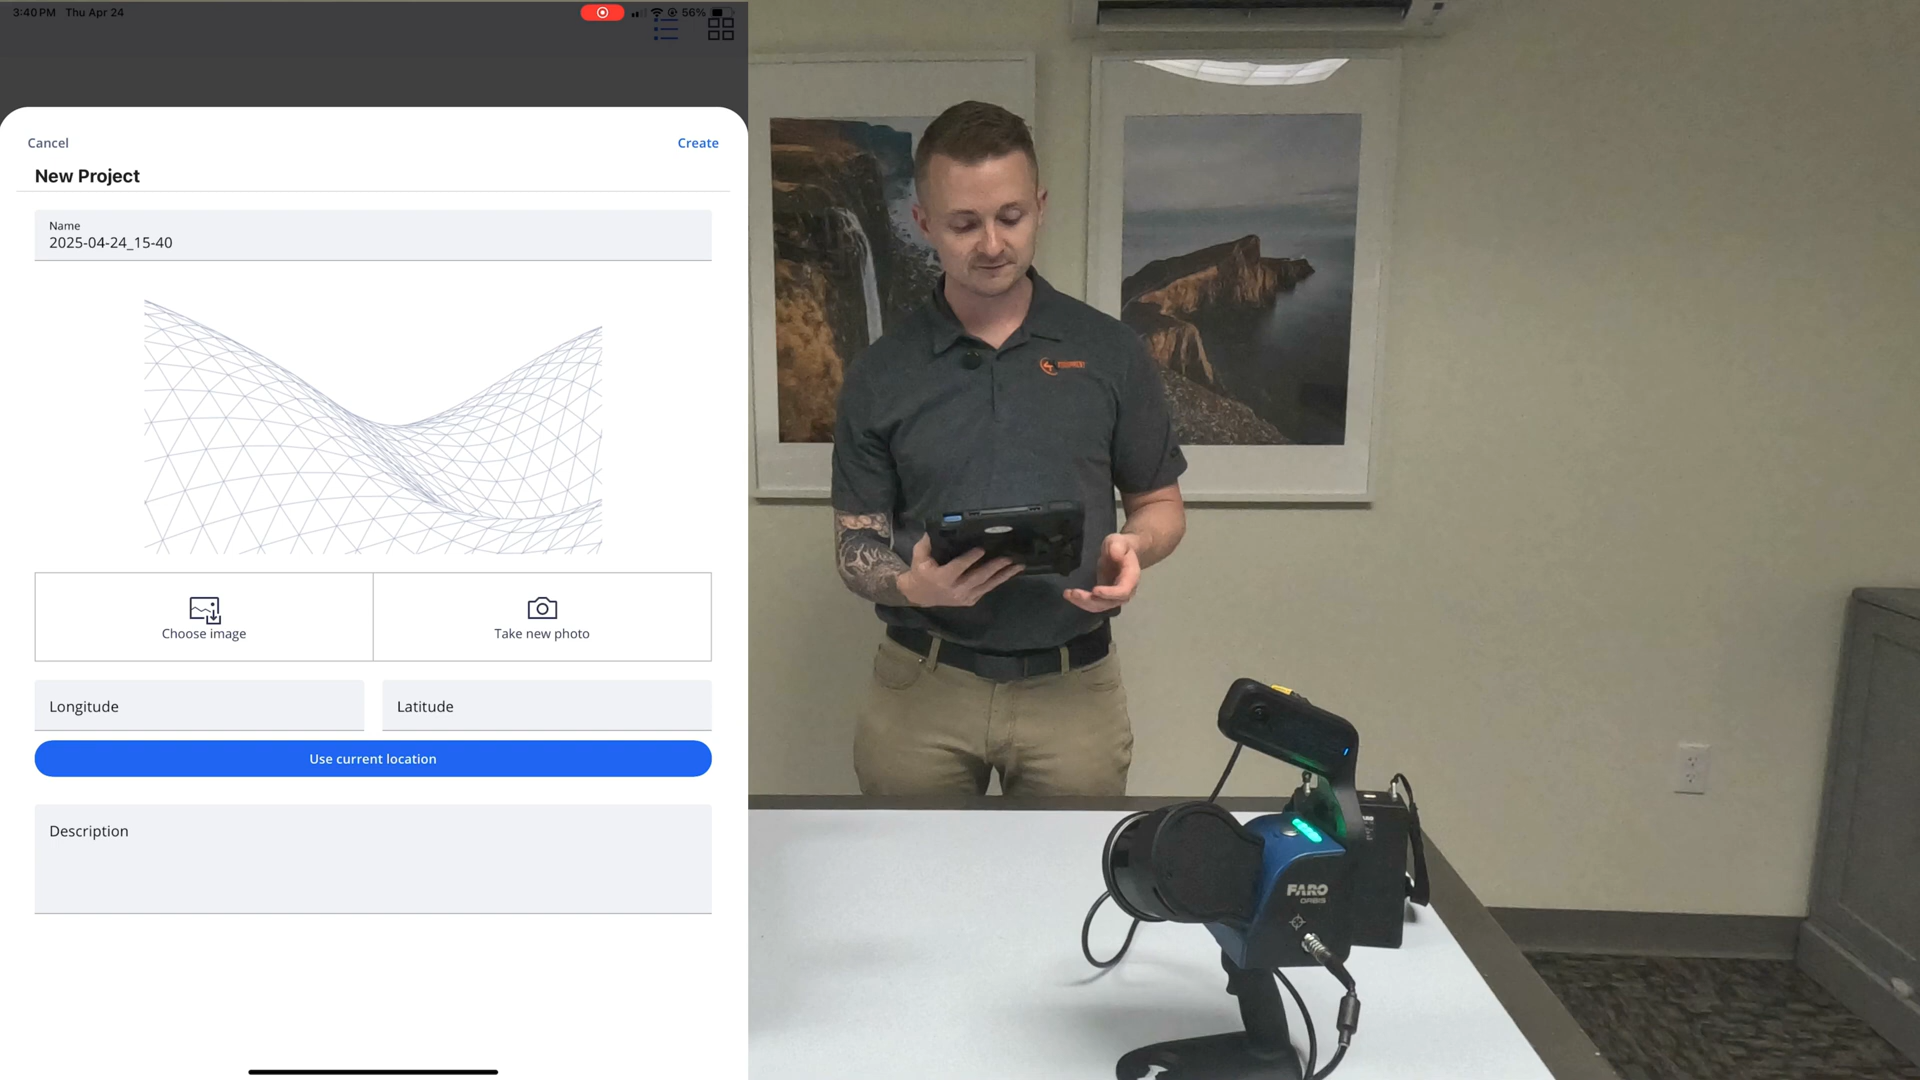 3:40 PM Thu Apr 24
56%
Cancel
Create
New Project
Name
2025-04-24_15-40
Choose image
Take new photo
Longitude
Latitude
Use current location
Description
FARO
ORBIS